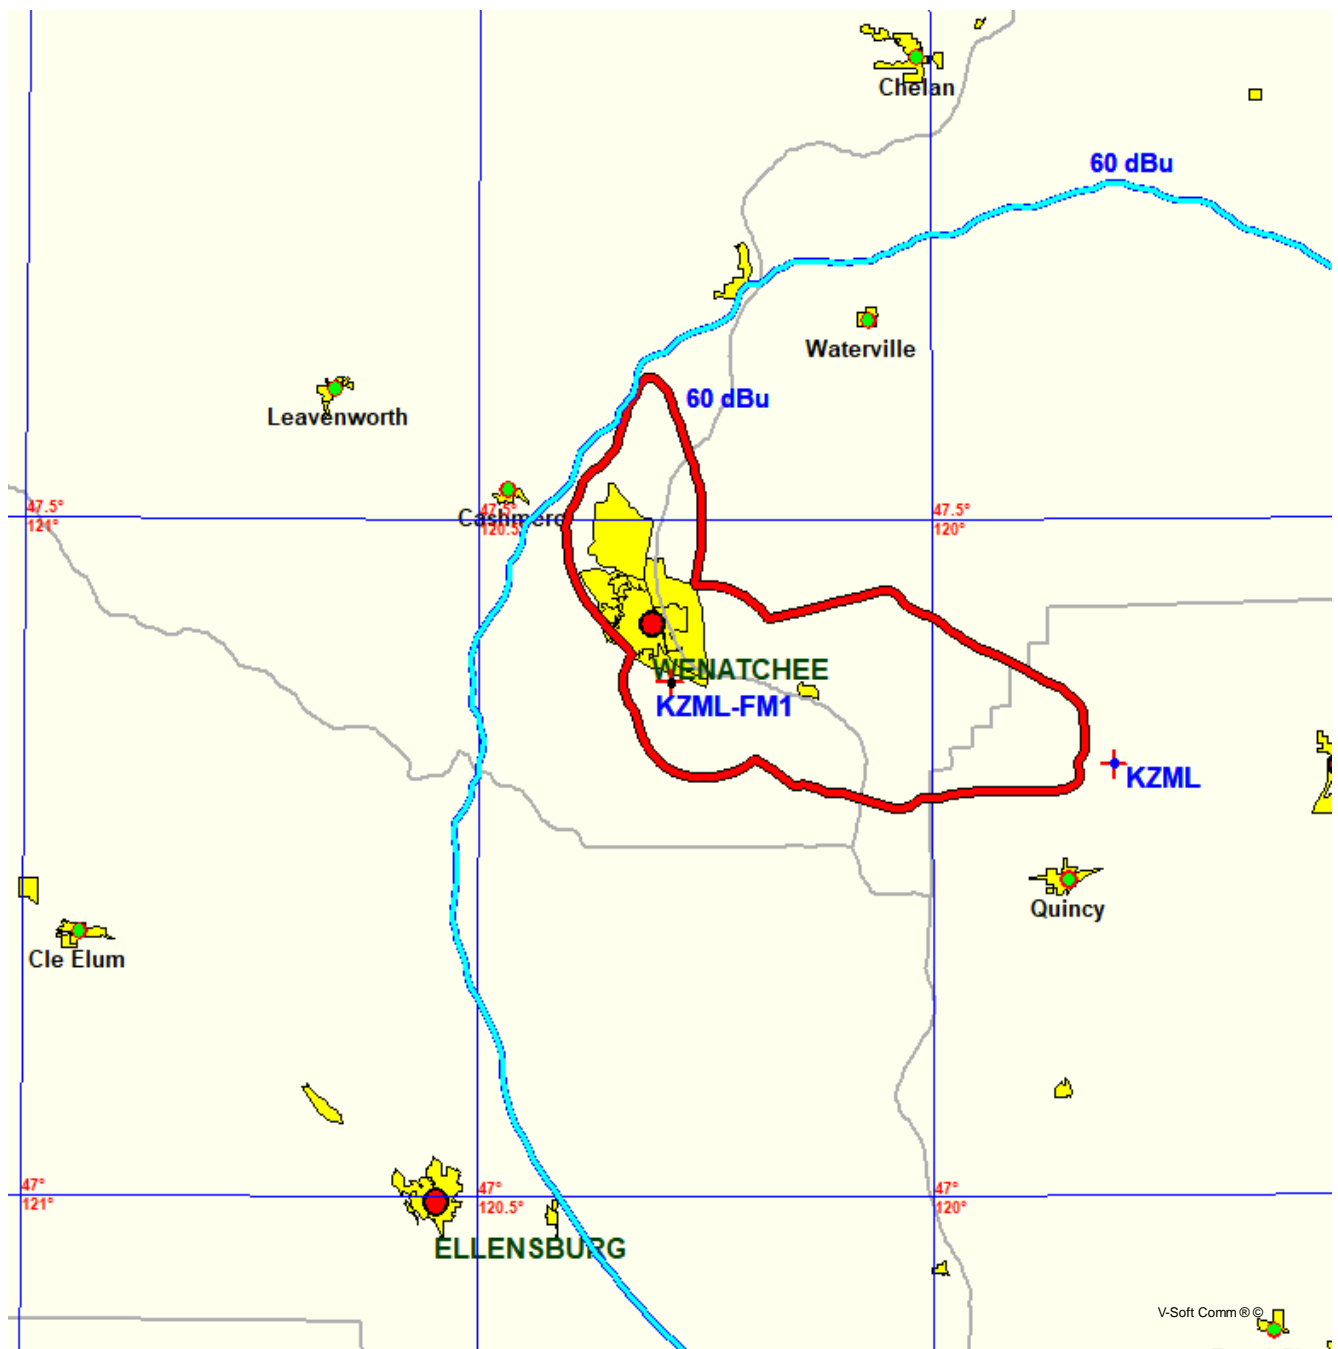 Chelan
60 dBu
Waterville
60 dBu
Leavenworth
47.5°
121°
Cashmere
47.5°
120.5°
47.5°
120°
WENATCHEE
KZML-FM1
KZML
Quincy
Cle Elum
47°
121°
47°
120.5°
47°
120°
ELLENSBURG
V-Soft Comm ® ©